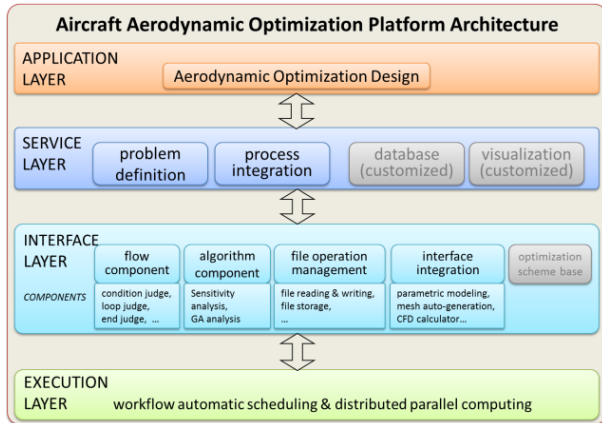 Aircraft Aerodynamic Optimization Platform Architecture
APPLICATION
LAYER
Aerodynamic Optimization Design
SERVICE
LAYER
problem
definition
process
integration
database
(customized)
visualization
(customized)
INTERFACE
LAYER
COMPONENTS
flow
component
condition judge,
loop judge,
end judge, ...
algorithm
component
Sensitivity
analysis,
GA analysis
file operation
management
file reading & writing,
file storage,
...
interface
integration
parametric modeling,
mesh auto-generation,
CFD calculator...
optimization
scheme base
EXECUTION
LAYER
workflow automatic scheduling & distributed parallel computing